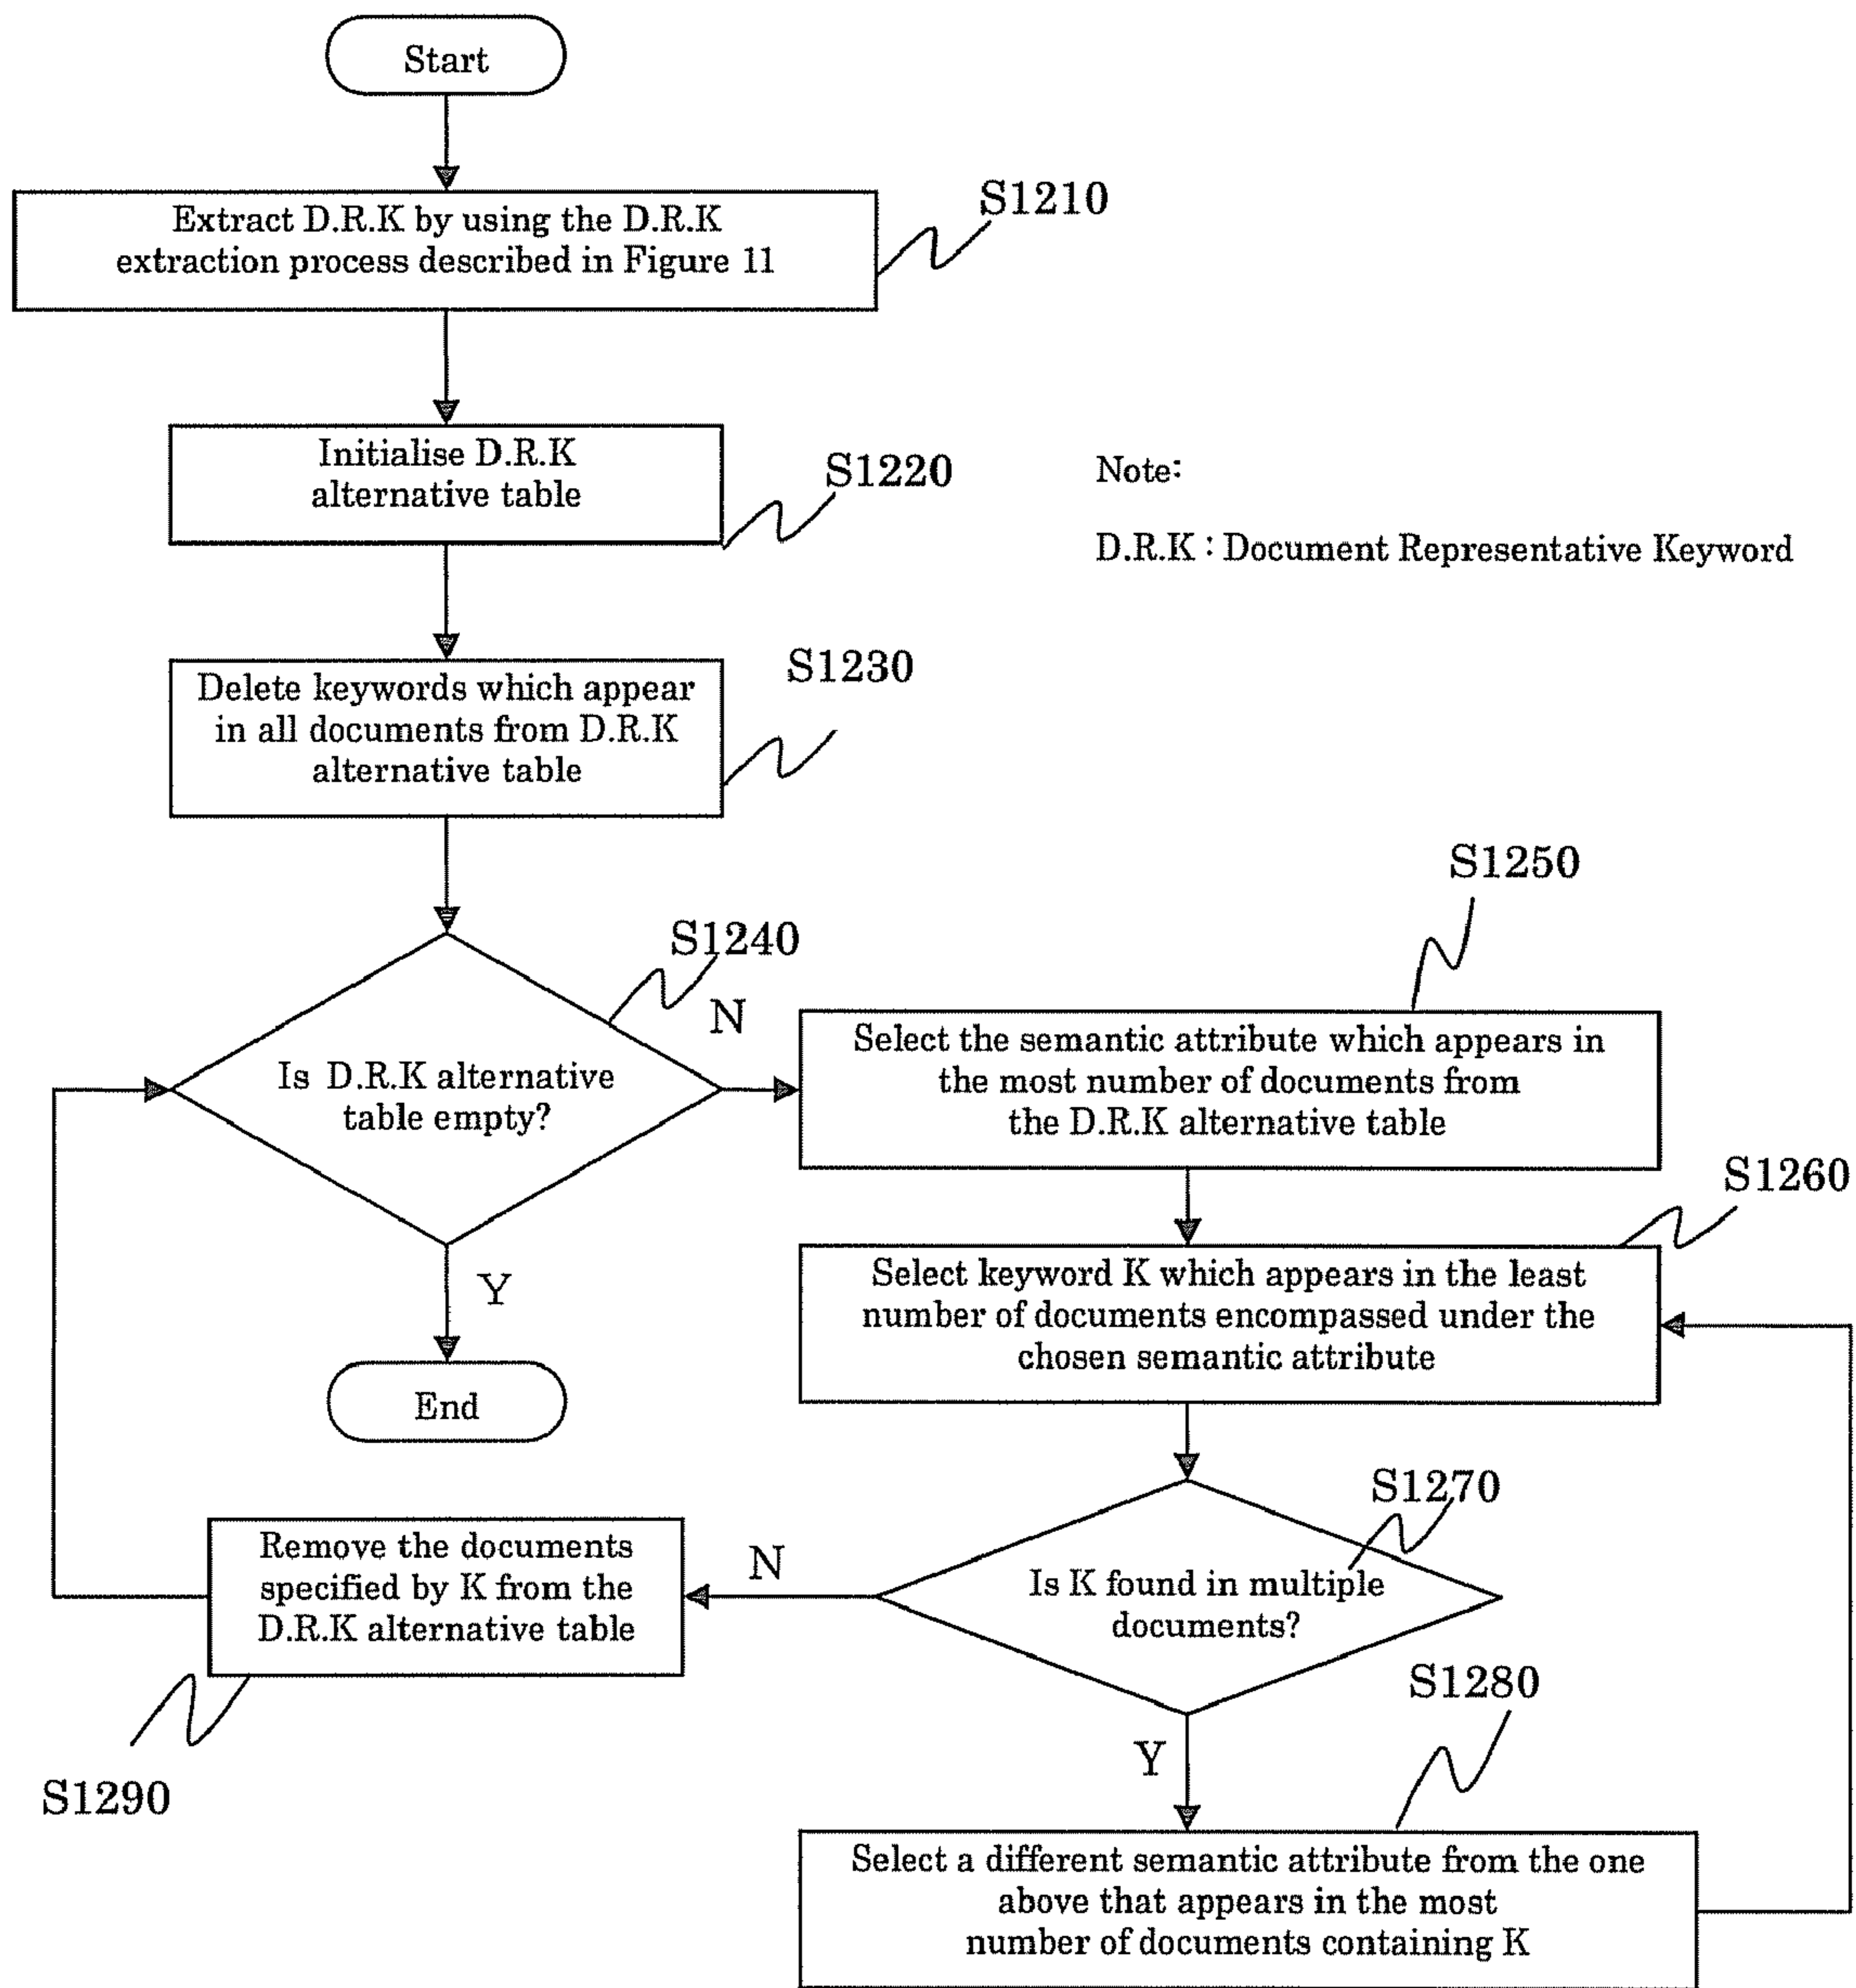 Start
Extract D.R.K by using the D.R.K
extraction process described in Figure 11
S1210
Initialise D.R.K
alternative table
S1220
Note:
D.R.K : Document Representative Keyword
Delete keywords which appear
in all documents from D.R.K
alternative table
S1230
Is D.R.K alternative
table empty?
S1240
N
Y
End
Select the semantic attribute which appears in
the most number of documents from
the D.R.K alternative table
S1250
Select keyword K which appears in the least
number of documents encompassed under the
chosen semantic attribute
S1260
Is K found in multiple
documents?
S1270
N
Remove the documents
specified by K from the
D.R.K alternative table
S1290
Y
Select a different semantic attribute from the one
above that appears in the most
number of documents containing K
S1280